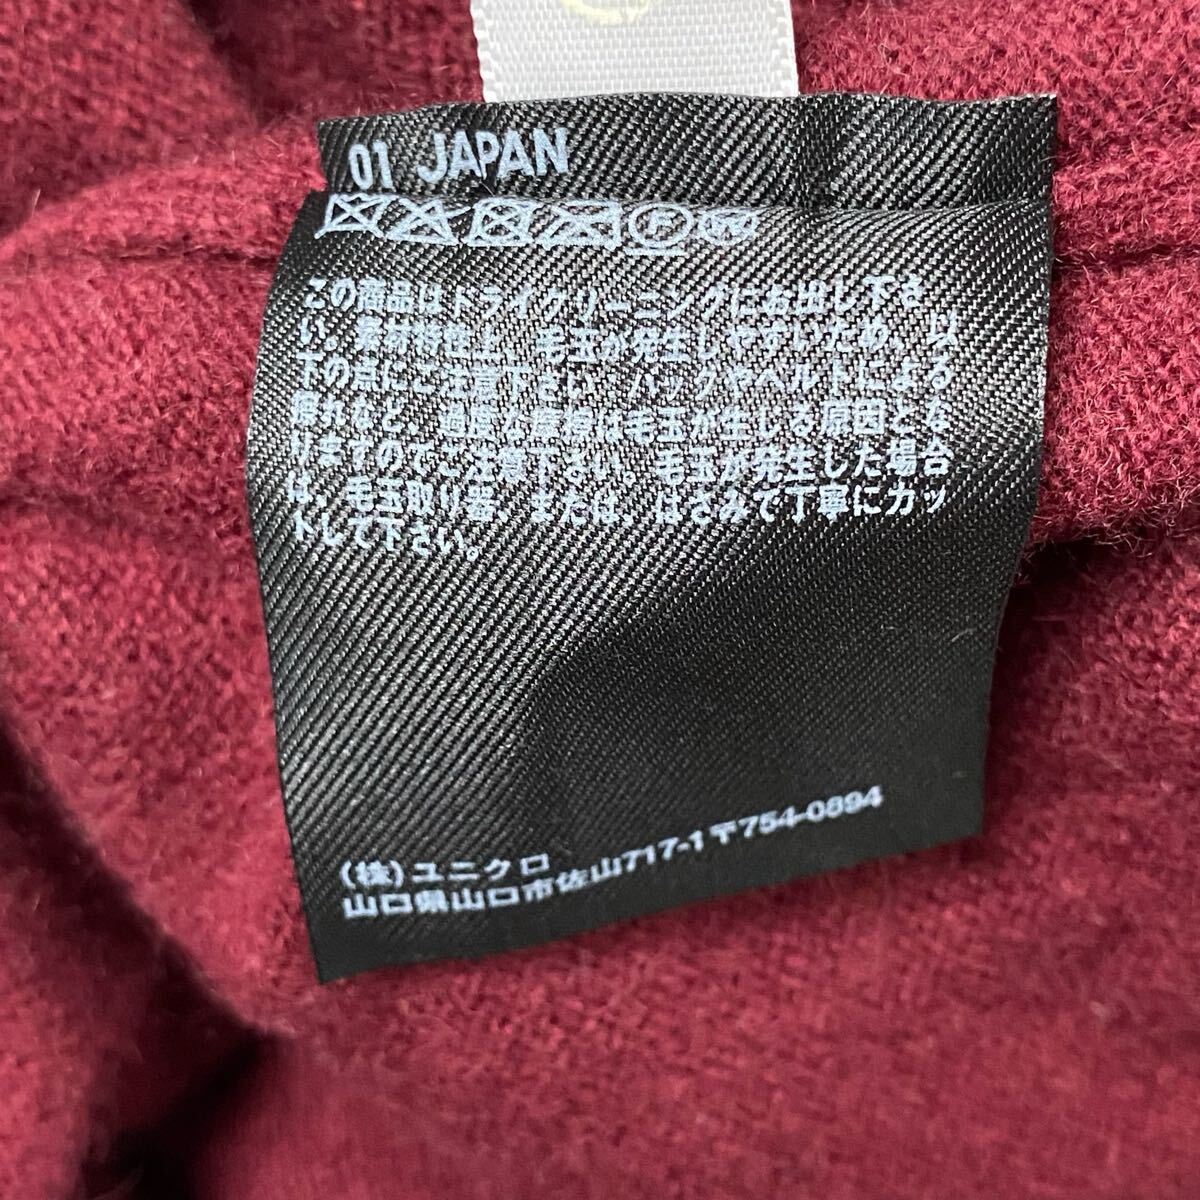 01 JAPAN
F
この商品はドライクリーニングにお出し下さ
い。素材特性上、毛玉が発生しやすいため、以
下の点にご注意下さい。バッグやベルトによる
擦れなど、過度な摩擦は毛玉が生じる原因とな
りますのでご注意下さい。毛玉が発生した場合
は、毛玉取り器、または、はさみで丁寧にカッ
トして下さい。
(株)ユニクロ
山口県山口市佐山717-1〒754-0894